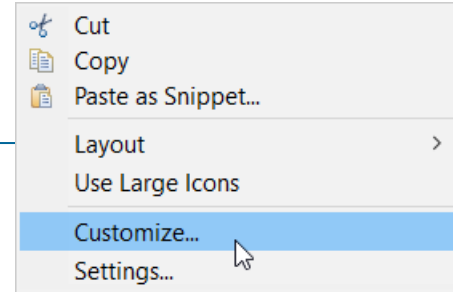 Cut
Copy
Paste as Snippet...
Layout
Use Large Icons
Customize...
Settings...